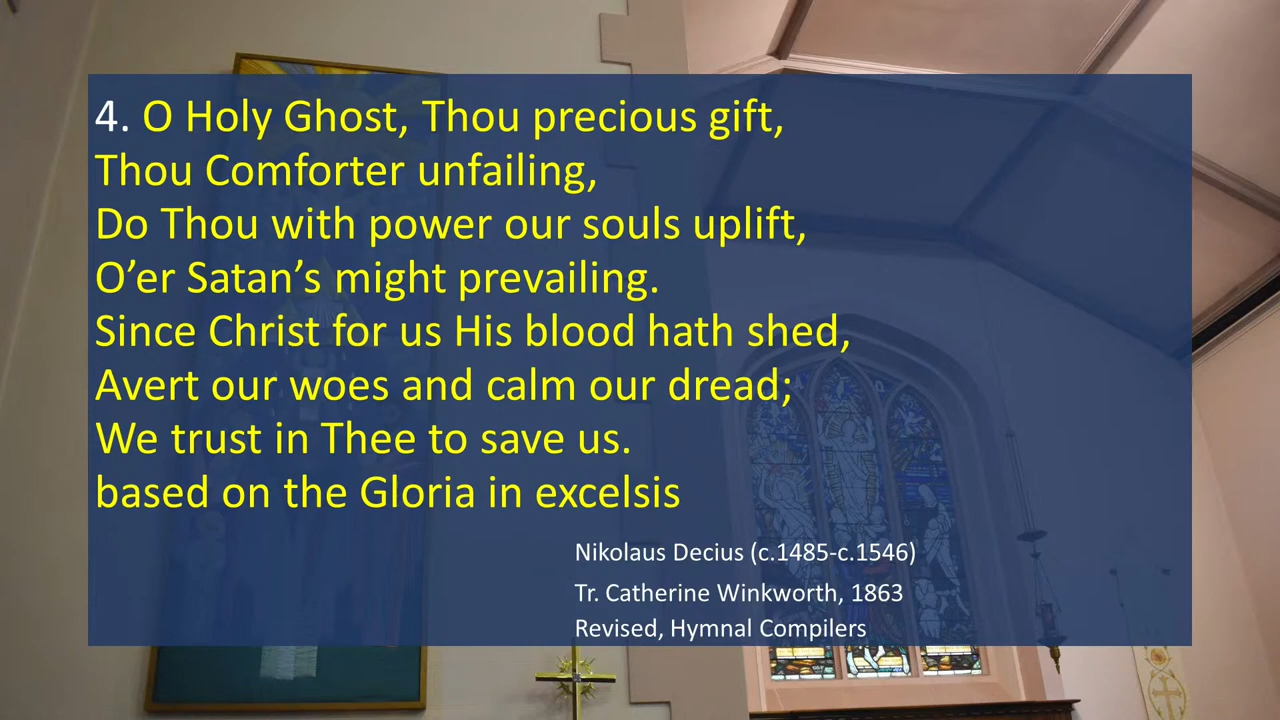 4. O Holy Ghost, Thou precious gift,
Thou Comforter unfailing,
Do Thou with power our souls uplift,
O’er Satan’s might prevailing.
Since Christ for us His blood hath shed,
Avert our woes and calm our dread;
We trust in Thee to save us.
based on the Gloria in excelsis
Nikolaus Decius (c.1485-c.1546)
Tr. Catherine Winkworth, 1863
Revised, Hymnal Compilers